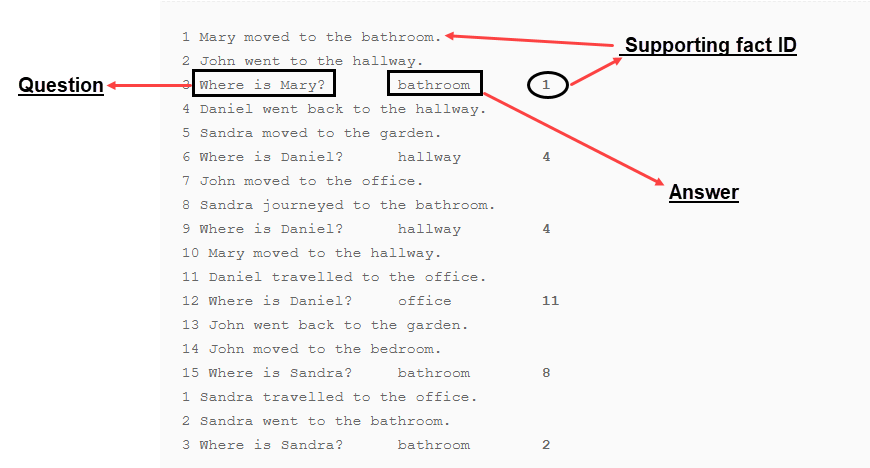 1 Mary moved to the bathroom.
Supporting fact ID
2 John went to the hallway.
Question
3 Where is Mary? bathroom 1
4 Daniel went back to the hallway.
5 Sandra moved to the garden.
6 Where is Daniel? hallway 4
7 John moved to the office.
Answer
8 Sandra journeyed to the bathroom.
9 Where is Daniel? hallway 4
10 Mary moved to the hallway.
11 Daniel travelled to the office.
12 Where is Daniel? office 11
13 John went back to the garden.
14 John moved to the bedroom.
15 Where is Sandra? bathroom 8
1 Sandra travelled to the office.
2 Sandra went to the bathroom.
3 Where is Sandra? bathroom 2